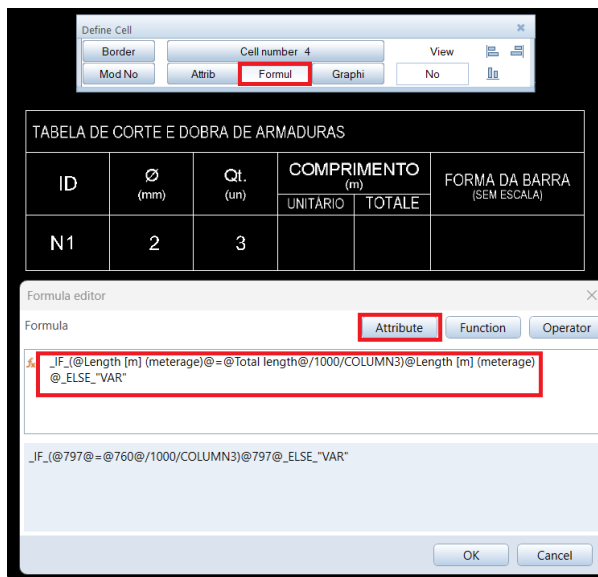 Define Cell
Border Cell number 4 View
Mod No Attrib Formul Graphi No
TABELA DE CORTE E DOBRA DE ARMADURAS
ID Ø (mm) Qt. (un) COMPRIMENTO (m) FORMA DA BARRA (SEM ESCALA)
UNITÁRIO TOTALE
N1 2 3
Formula editor
Formula Attribute Function Operator
_IF_(@Length [m] (meterage)@=@Total length@/1000/COLUMN3)@Length [m] (meterage)
@_ELSE_"VAR"
_IF_(@797@=@760@/1000/COLUMN3)@797@_ELSE_"VAR"
OK Cancel